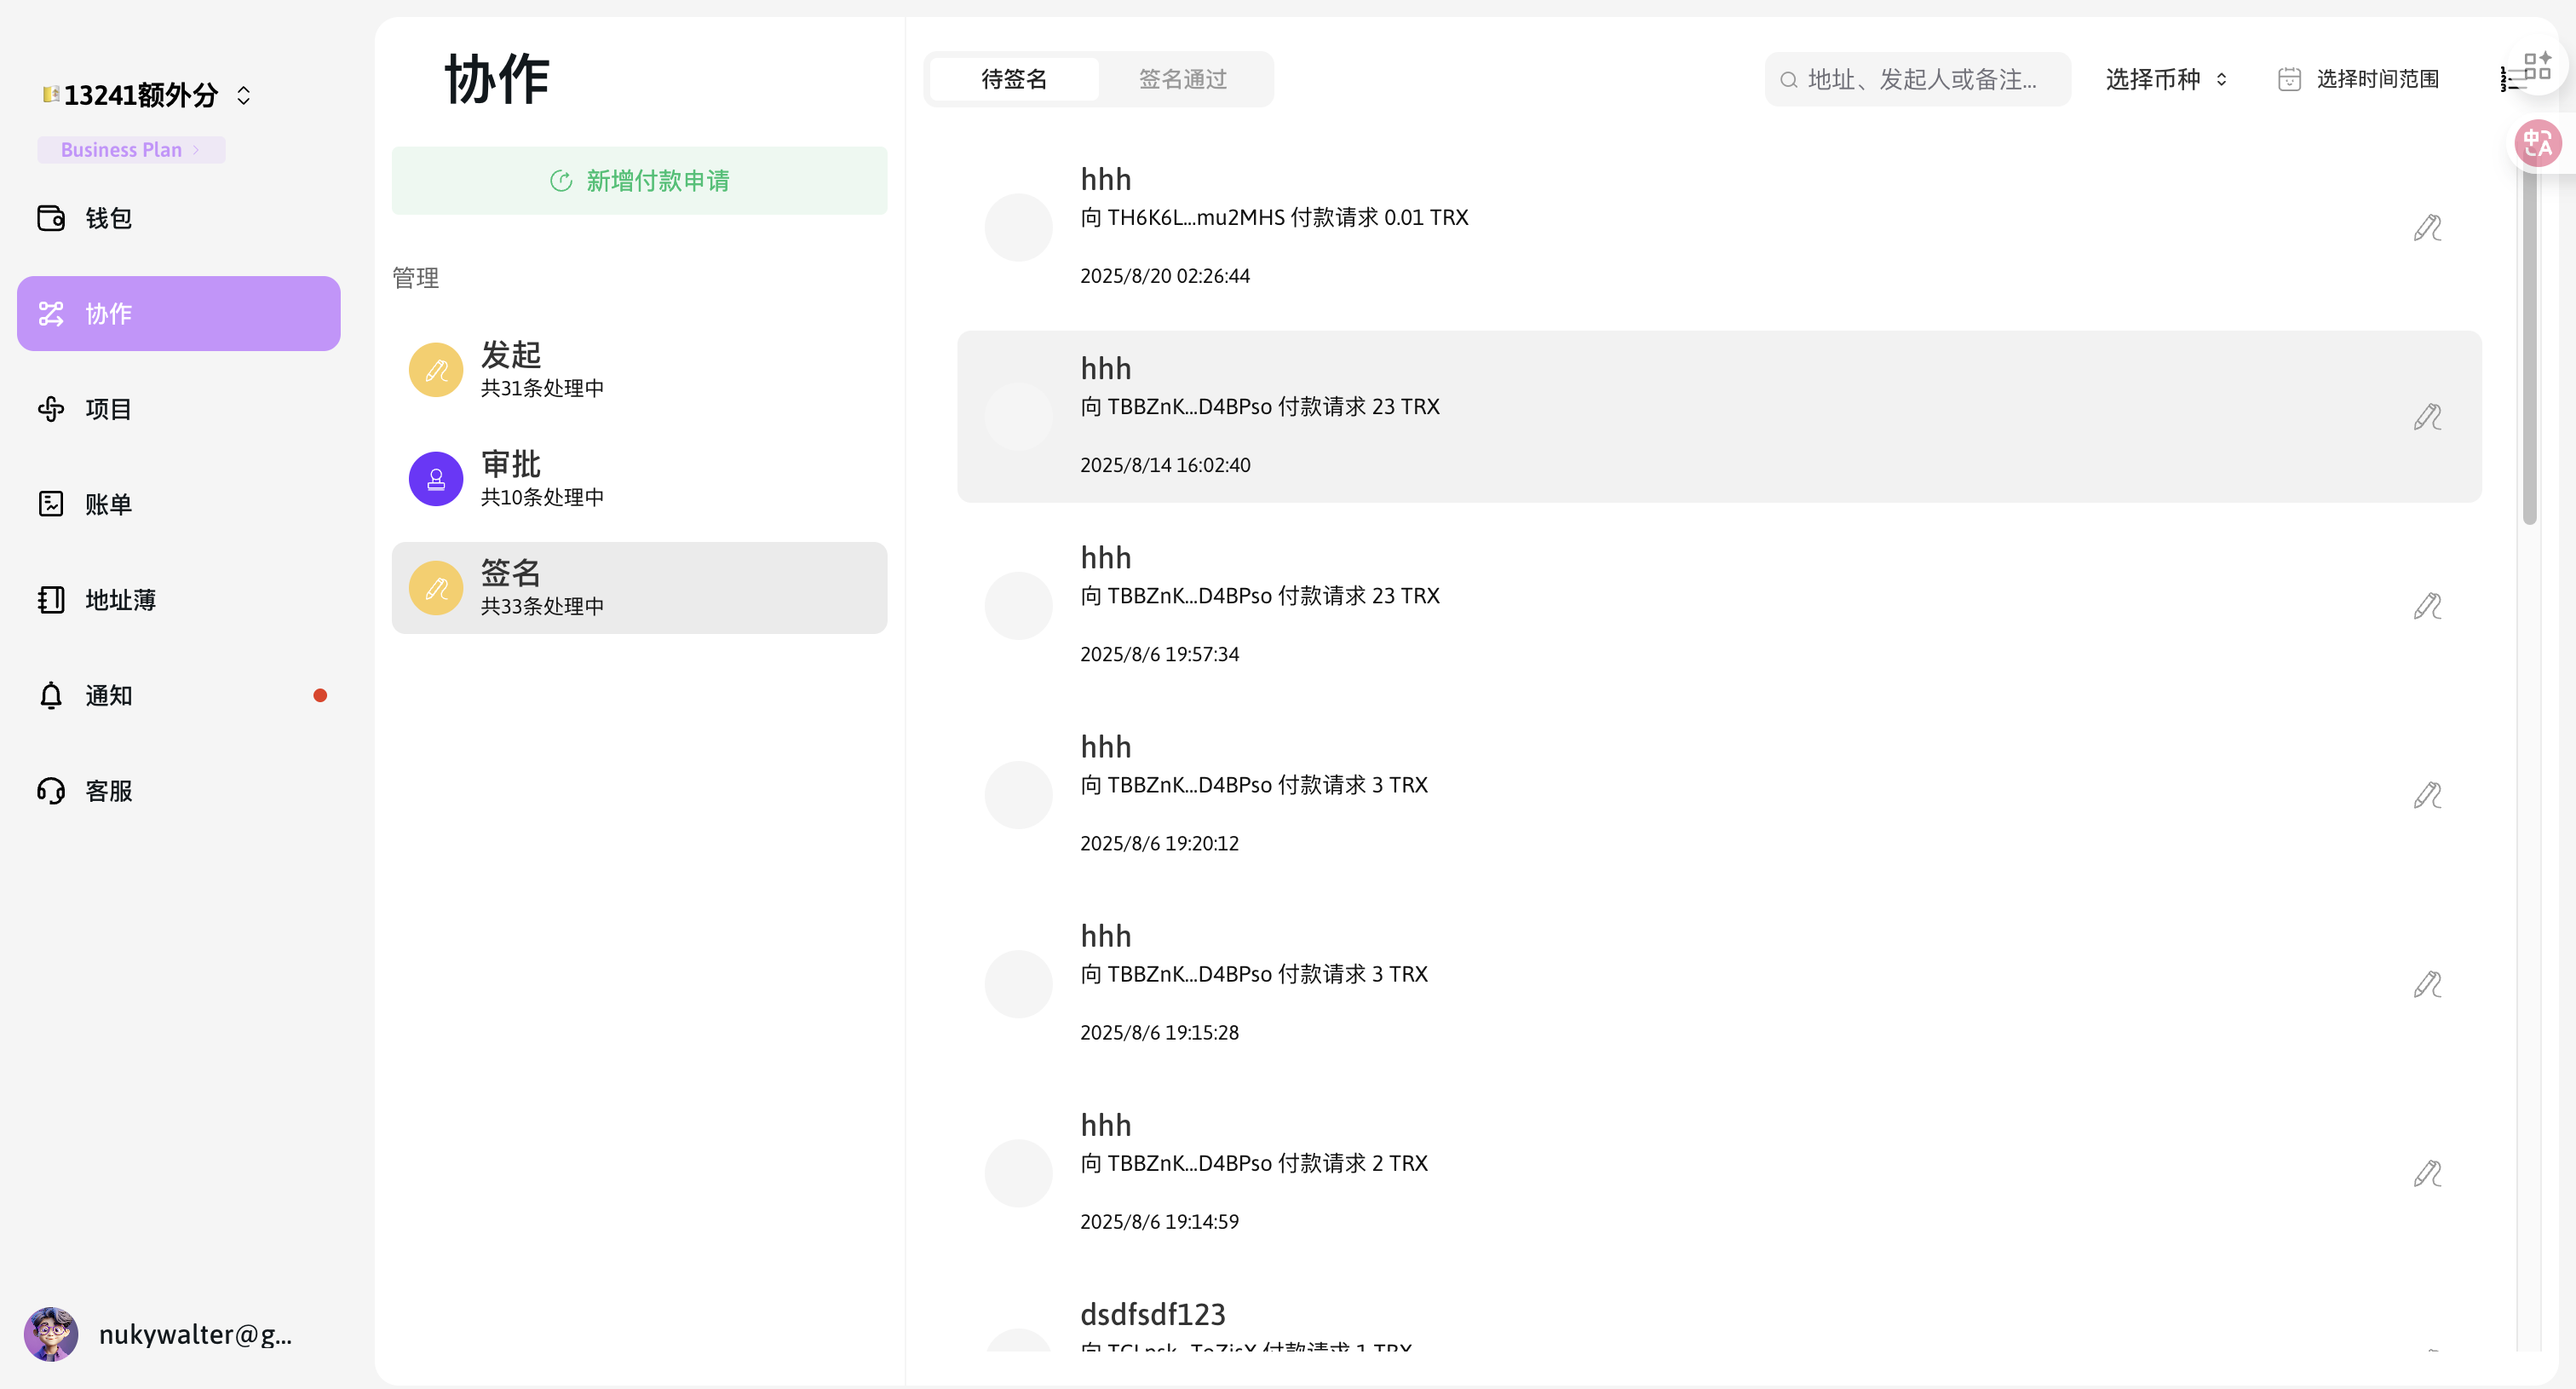 13241额外分
Business Plan
钱包
协作
项目
账单
地址薄
通知
客服
nukywalter@g...
协作
新增付款申请
管理
发起
共31条处理中
审批
共10条处理中
签名
共33条处理中
待签名
签名通过
地址、发起人或备注...
选择币种
选择时间范围
hhh
向 TH6K6L...mu2MHS 付款请求 0.01 TRX
2025/8/20 02:26:44
hhh
向 TBBZnK...D4BPso 付款请求 23 TRX
2025/8/14 16:02:40
hhh
向 TBBZnK...D4BPso 付款请求 23 TRX
2025/8/6 19:57:34
hhh
向 TBBZnK...D4BPso 付款请求 3 TRX
2025/8/6 19:20:12
hhh
向 TBBZnK...D4BPso 付款请求 3 TRX
2025/8/6 19:15:28
hhh
向 TBBZnK...D4BPso 付款请求 2 TRX
2025/8/6 19:14:59
dsdfsdf123
付款请求 1 TRX